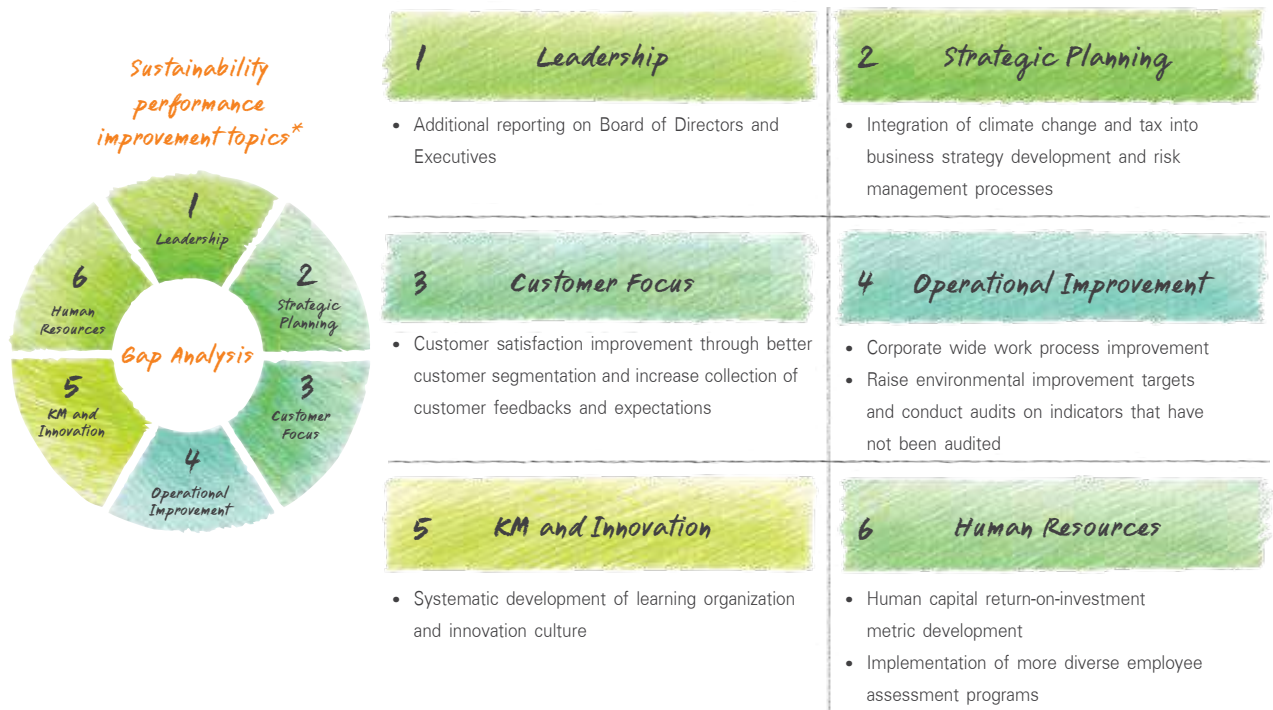 Sustainability
performance
improvement topics*
1
Leadership
2
Strategic
Planning
3
Customer
Focus
4
Operational
Improvement
5
KM and
Innovation
6
Human
Resources
Gap Analysis
1 Leadership
• Additional reporting on Board of Directors and
Executives
2 Strategic Planning
• Integration of climate change and tax into
business strategy development and risk
management processes
3 Customer Focus
• Customer satisfaction improvement through better
customer segmentation and increase collection of
customer feedbacks and expectations
4 Operational Improvement
• Corporate wide work process improvement
• Raise environmental improvement targets
and conduct audits on indicators that have
not been audited
5 KM and Innovation
• Systematic development of learning organization
and innovation culture
6 Human Resources
• Human capital return-on-investment
metric development
• Implementation of more diverse employee
assessment programs